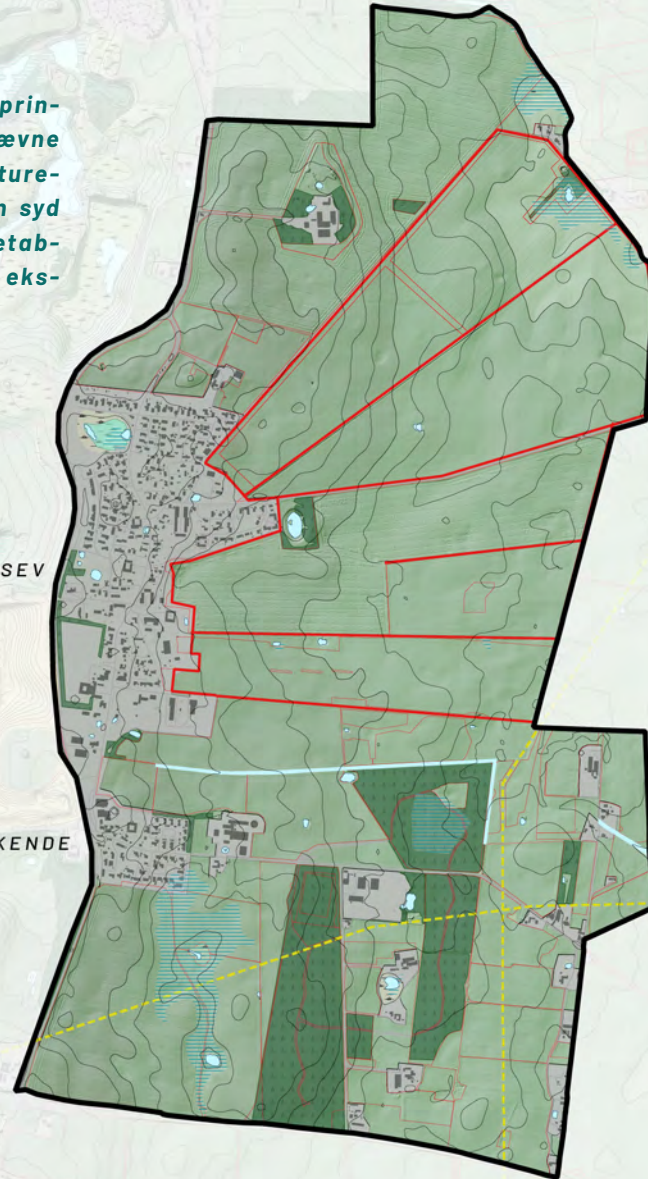 prin-
ævne
ture-
n syd
etab-
eks-
SEV
KENDE